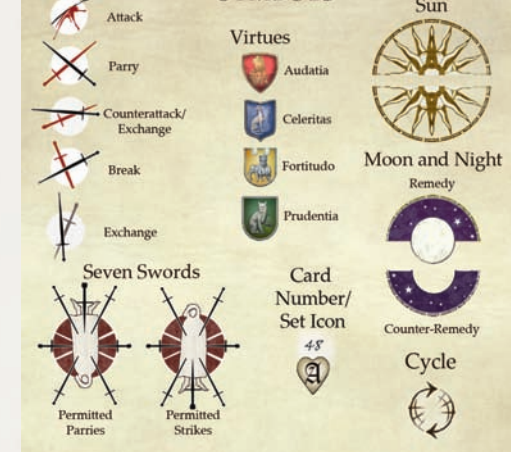 Sun
Attack
Virtues
Parry
Audatia
Counterattack/
Exchange
Celeritas
Moon and Night
Break
Fortitudo
Remedy
Prudentia
Exchange
Seven Swords
Card
Number/
Set Icon
48
A
Counter-Remedy
Cycle
Permitted
Parries
Permitted
Strikes